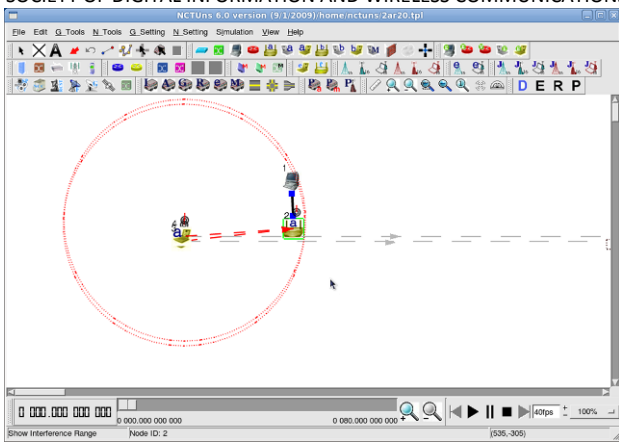 SOCIETY OF DIGITAL INFORMATION AND WIRELESS COMMUNICATION
NCTUns 6.0 version (9/1/2009)/home/nctuns-2ar20.tpl
File Edit G_Tools N_Tools G_Setting N_Setting Simulation View Help
D E R P
1
2
a
a
0 000.000 000 000
0 000.000 000 000
0 080.000 000 000
40fps
100%
Show Interference Range
Node ID: 2
(535,-305)